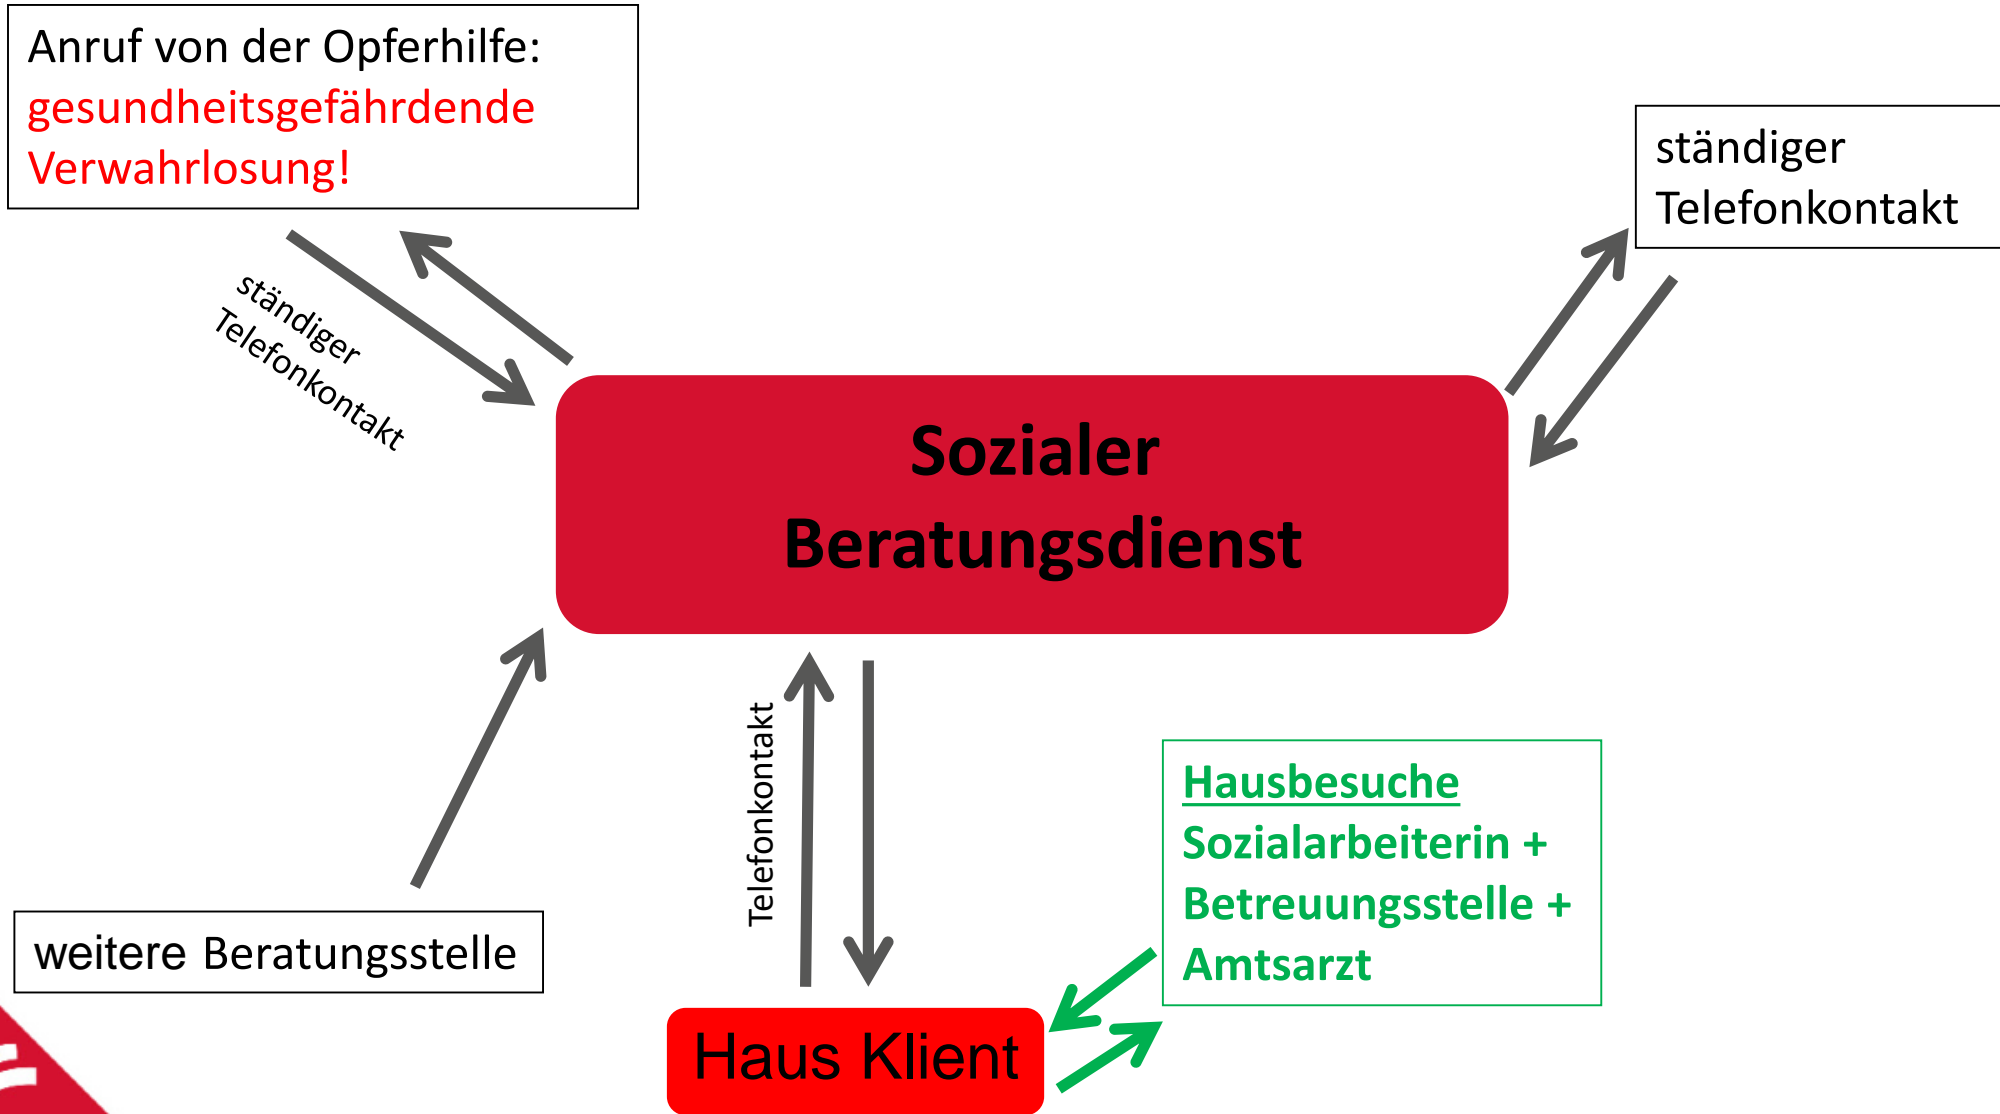 Anruf von der Opferhilfe:
gesundheitsgefährdende
Verwahrlosung!
ständiger
Telefonkontakt
ständiger
Telefonkontakt
Sozialer
Beratungsdienst
Telefonkontakt
Hausbesuche
Sozialarbeiterin +
Betreuungsstelle +
Amtsarzt
weitere Beratungsstelle
Haus Klient